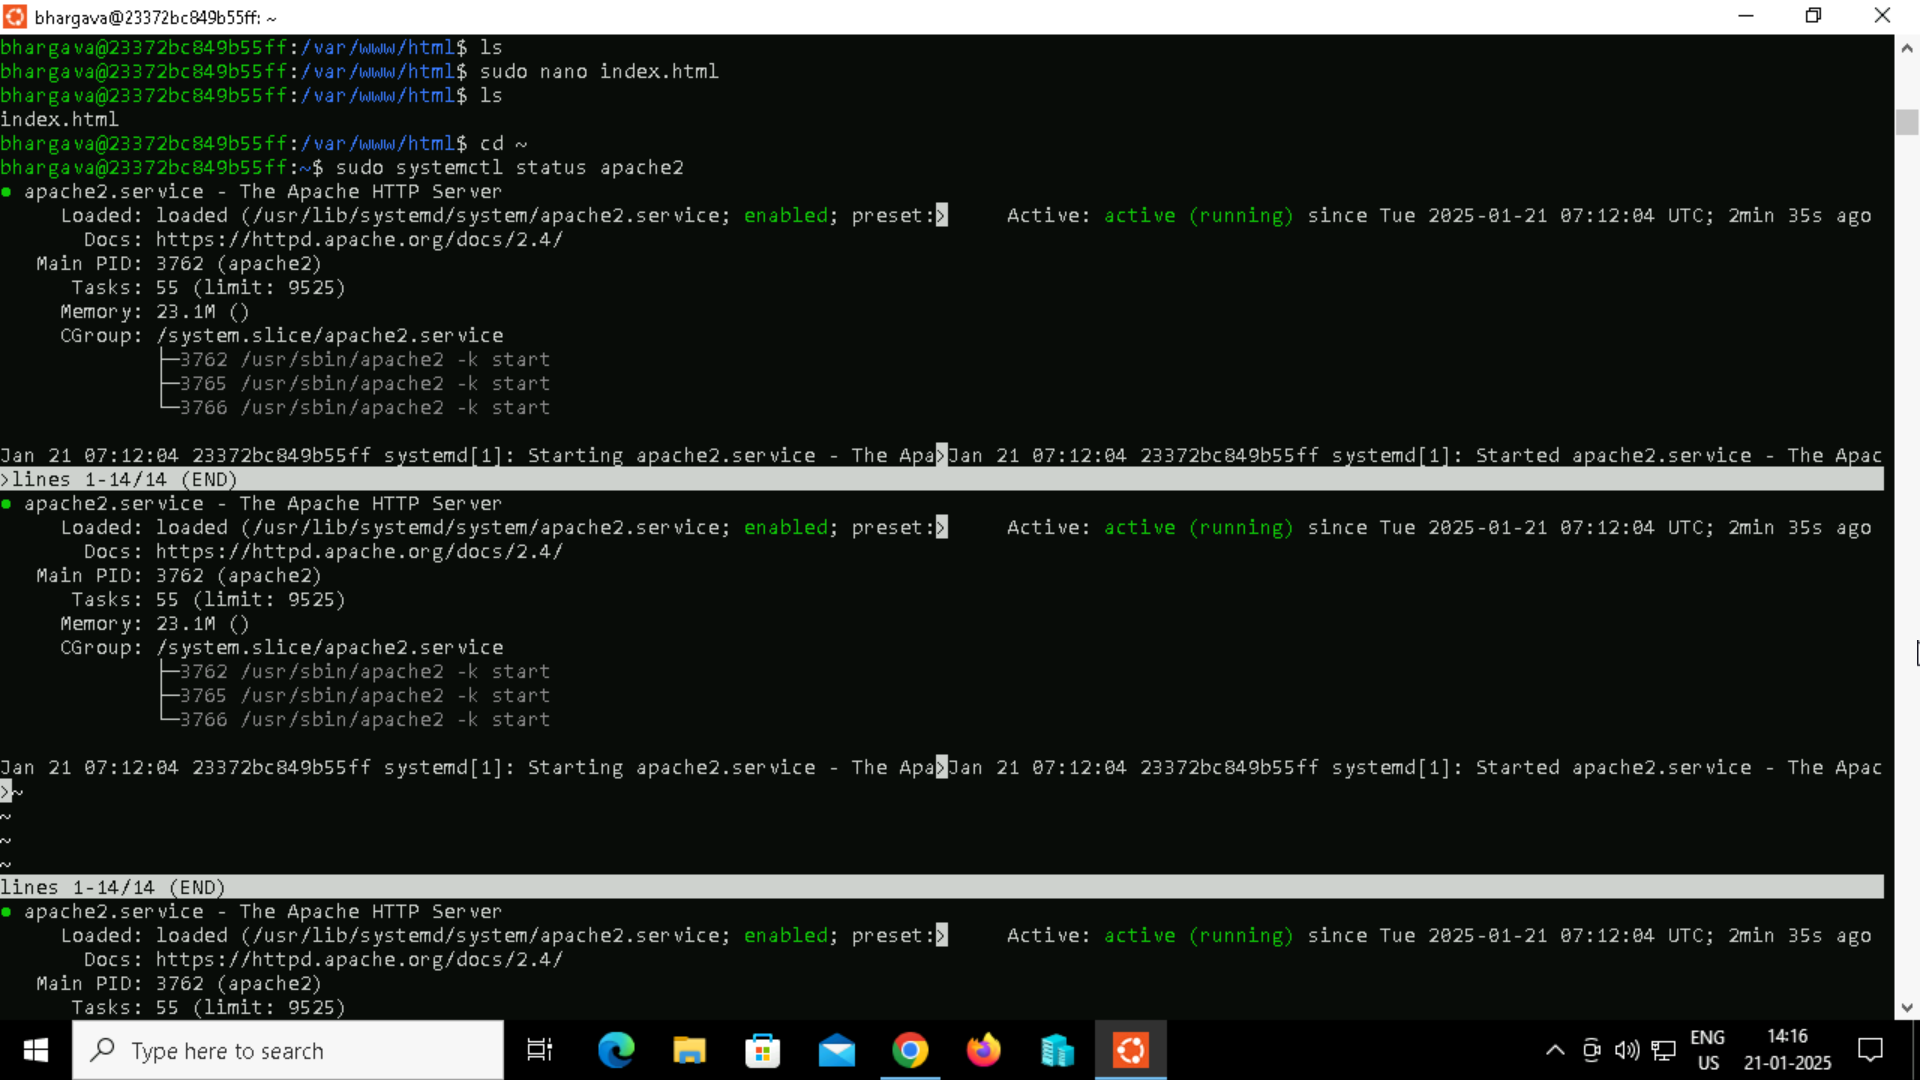 bhargava@23372bc849b55ff: ~
bhargava@23372bc849b55ff:/var/www/html$ ls
bhargava@23372bc849b55ff:/var/www/html$ sudo nano index.html
bhargava@23372bc849b55ff:/var/www/html$ ls
index.html
bhargava@23372bc849b55ff:/var/www/html$ cd ~
bhargava@23372bc849b55ff:~$ sudo systemctl status apache2
● apache2.service - The Apache HTTP Server
Loaded: loaded (/usr/lib/systemd/system/apache2.service; enabled; preset:> Active: active (running) since Tue 2025-01-21 07:12:04 UTC; 2min 35s ago
Docs: https://httpd.apache.org/docs/2.4/
Main PID: 3762 (apache2)
Tasks: 55 (limit: 9525)
Memory: 23.1M ()
CGroup: /system.slice/apache2.service
├─3762 /usr/sbin/apache2 -k start
├─3765 /usr/sbin/apache2 -k start
└─3766 /usr/sbin/apache2 -k start
Jan 21 07:12:04 23372bc849b55ff systemd[1]: Starting apache2.service - The Apa>Jan 21 07:12:04 23372bc849b55ff systemd[1]: Started apache2.service - The Apac
>lines 1-14/14 (END)
● apache2.service - The Apache HTTP Server
Loaded: loaded (/usr/lib/systemd/system/apache2.service; enabled; preset:> Active: active (running) since Tue 2025-01-21 07:12:04 UTC; 2min 35s ago
Docs: https://httpd.apache.org/docs/2.4/
Main PID: 3762 (apache2)
Tasks: 55 (limit: 9525)
Memory: 23.1M ()
CGroup: /system.slice/apache2.service
├─3762 /usr/sbin/apache2 -k start
├─3765 /usr/sbin/apache2 -k start
└─3766 /usr/sbin/apache2 -k start
Jan 21 07:12:04 23372bc849b55ff systemd[1]: Starting apache2.service - The Apa>Jan 21 07:12:04 23372bc849b55ff systemd[1]: Started apache2.service - The Apac
>~
~
~
~
lines 1-14/14 (END)
● apache2.service - The Apache HTTP Server
Loaded: loaded (/usr/lib/systemd/system/apache2.service; enabled; preset:> Active: active (running) since Tue 2025-01-21 07:12:04 UTC; 2min 35s ago
Docs: https://httpd.apache.org/docs/2.4/
Main PID: 3762 (apache2)
Tasks: 55 (limit: 9525)
Type here to search
ENG
US
14:16
21-01-2025